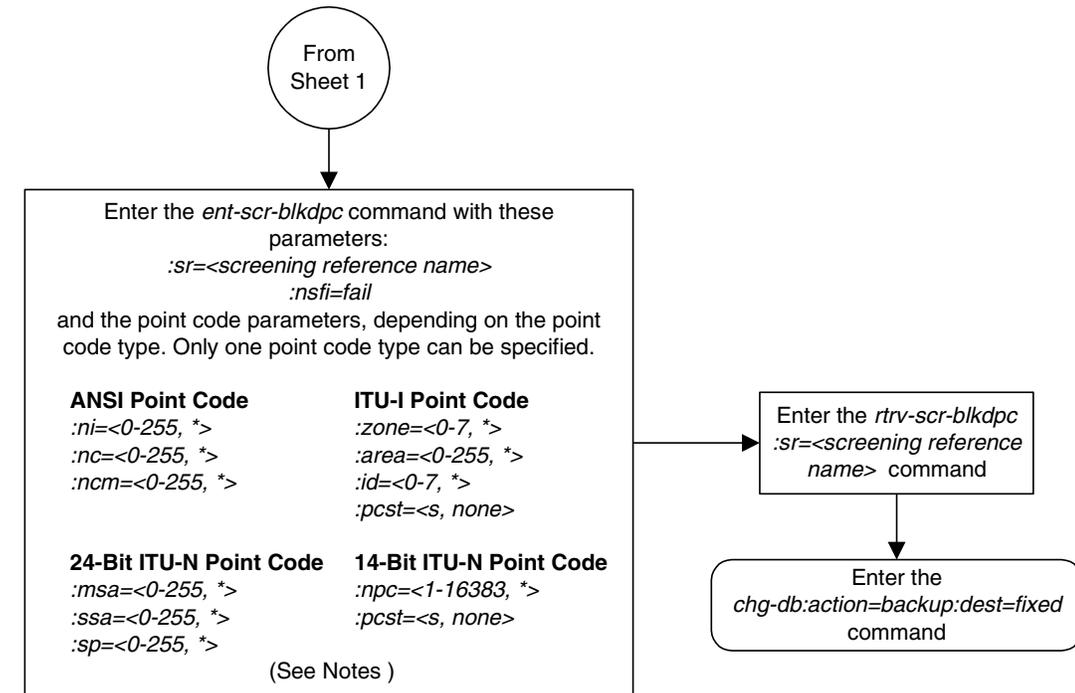 From
Sheet 1
Enter the ent-scr-blkdpc command with these
parameters:
:sr=<screening reference name>
:nsfi=fail
and the point code parameters, depending on the point
code type. Only one point code type can be specified.
ANSI Point Code
:ni=<0-255, *>
:nc=<0-255, *>
:ncm=<0-255, *>
ITU-I Point Code
:zone=<0-7, *>
:area=<0-255, *>
:id=<0-7, *>
:pcst=<s, none>
24-Bit ITU-N Point Code
:msa=<0-255, *>
:ssa=<0-255, *>
:sp=<0-255, *>
14-Bit ITU-N Point Code
:npc=<1-16383, *>
:pcst=<s, none>
(See Notes )
Enter the rtrv-scr-blkdpc
:sr=<screening reference
name> command
Enter the
chg-db:action=backup:dest=fixed
command